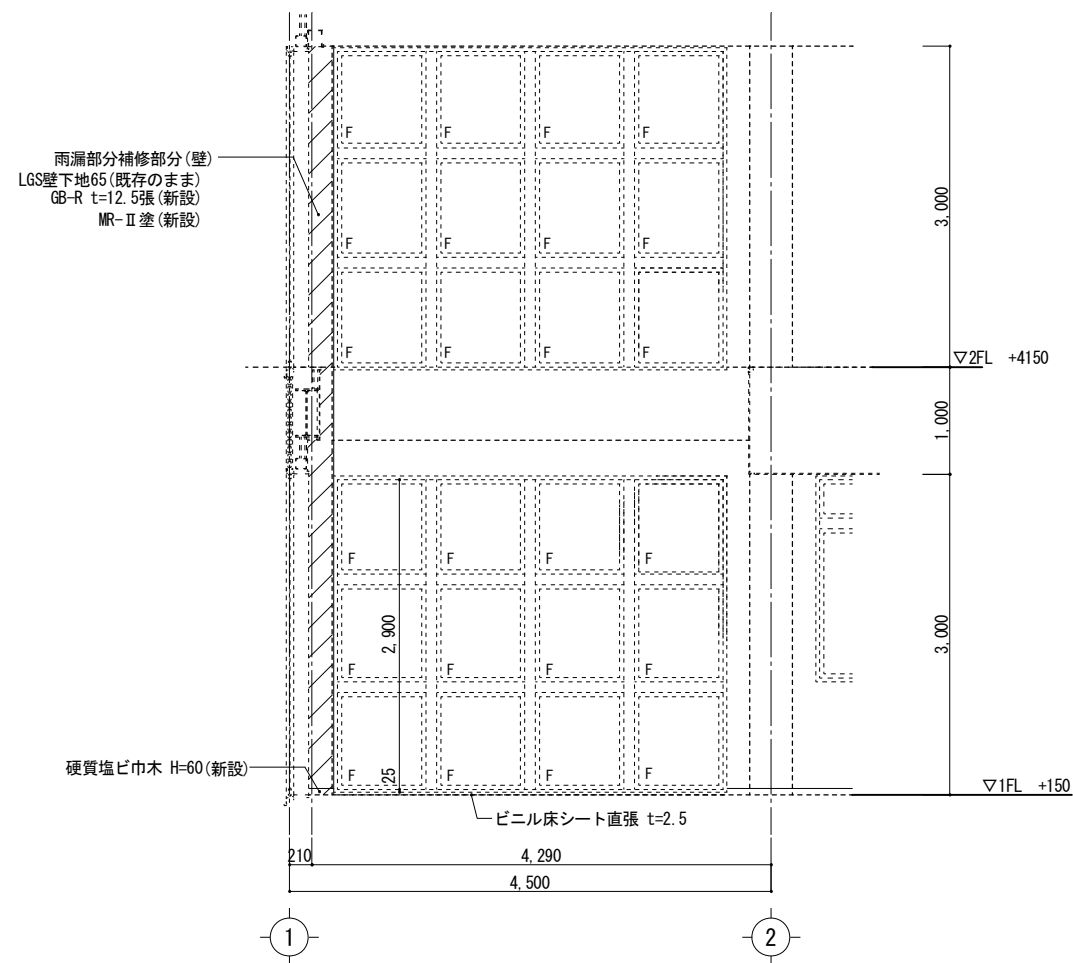 F F F F
雨漏部分補修部分(壁)
LGS壁下地65(既存のまま)
GB-R t=12.5張(新設)
MR-Ⅱ塗(新設)
3,000
F F F F
F F F F
▽2FL +4150
1,000
F F F F
2,900
3,000
F F F F
硬質塩ビ巾木 H=60(新設)
F 25 F F F
▽1FL +150
ビニル床シート直張 t=2.5
210 4,290
4,500
1 2